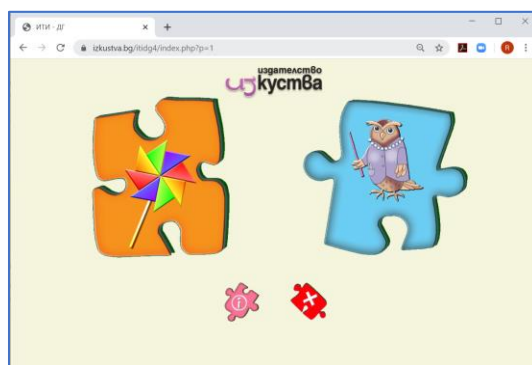 ИТИ - ДГ
izkustva.bg/itidg4/index.php?p=1
R
издателство
изкуства
i